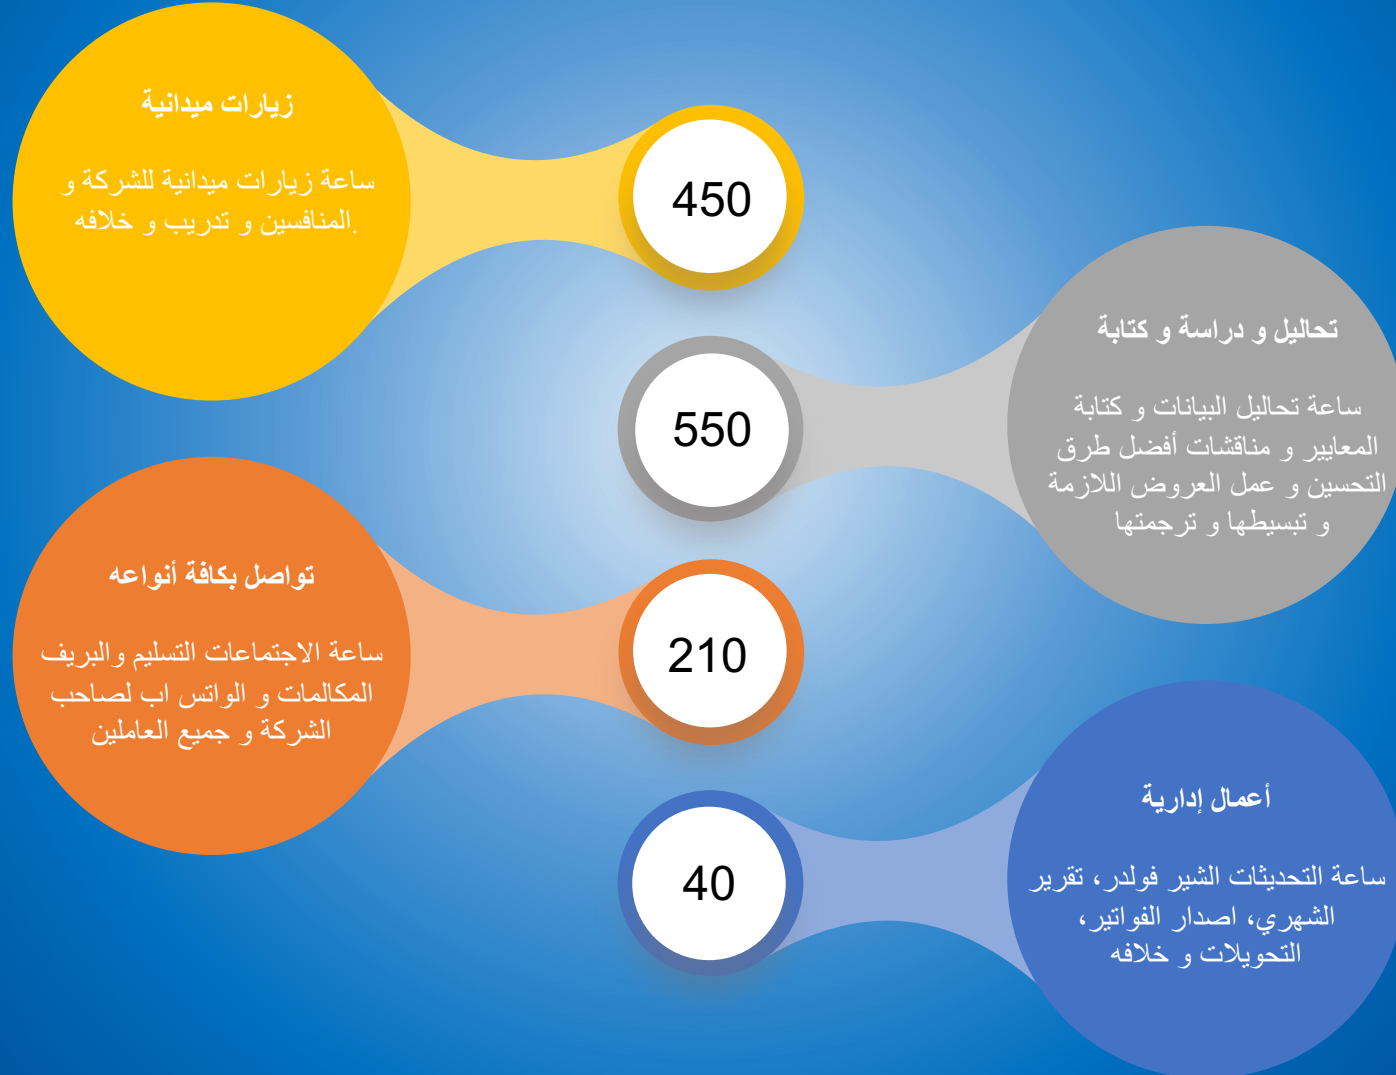 زيارات ميدانية
ساعة زيارات ميدانية للشركة و
المنافسين و تدريب و خلافه.
450
تحاليل و دراسة و كتابة
ساعة تحاليل البيانات و كتابة
المعايير و مناقشات أفضل طرق
التحسين و عمل العروض اللازمة
و تبسيطها و ترجمتها
550
تواصل بكافة أنواعه
ساعة الاجتماعات التسليم والبريف
المكالمات و الواتس اب لصاحب
الشركة و جميع العاملين
210
أعمال إدارية
ساعة التحديثات الشير فولدر، تقرير
الشهري، اصدار الفواتير،
التحويلات و خلافه
40